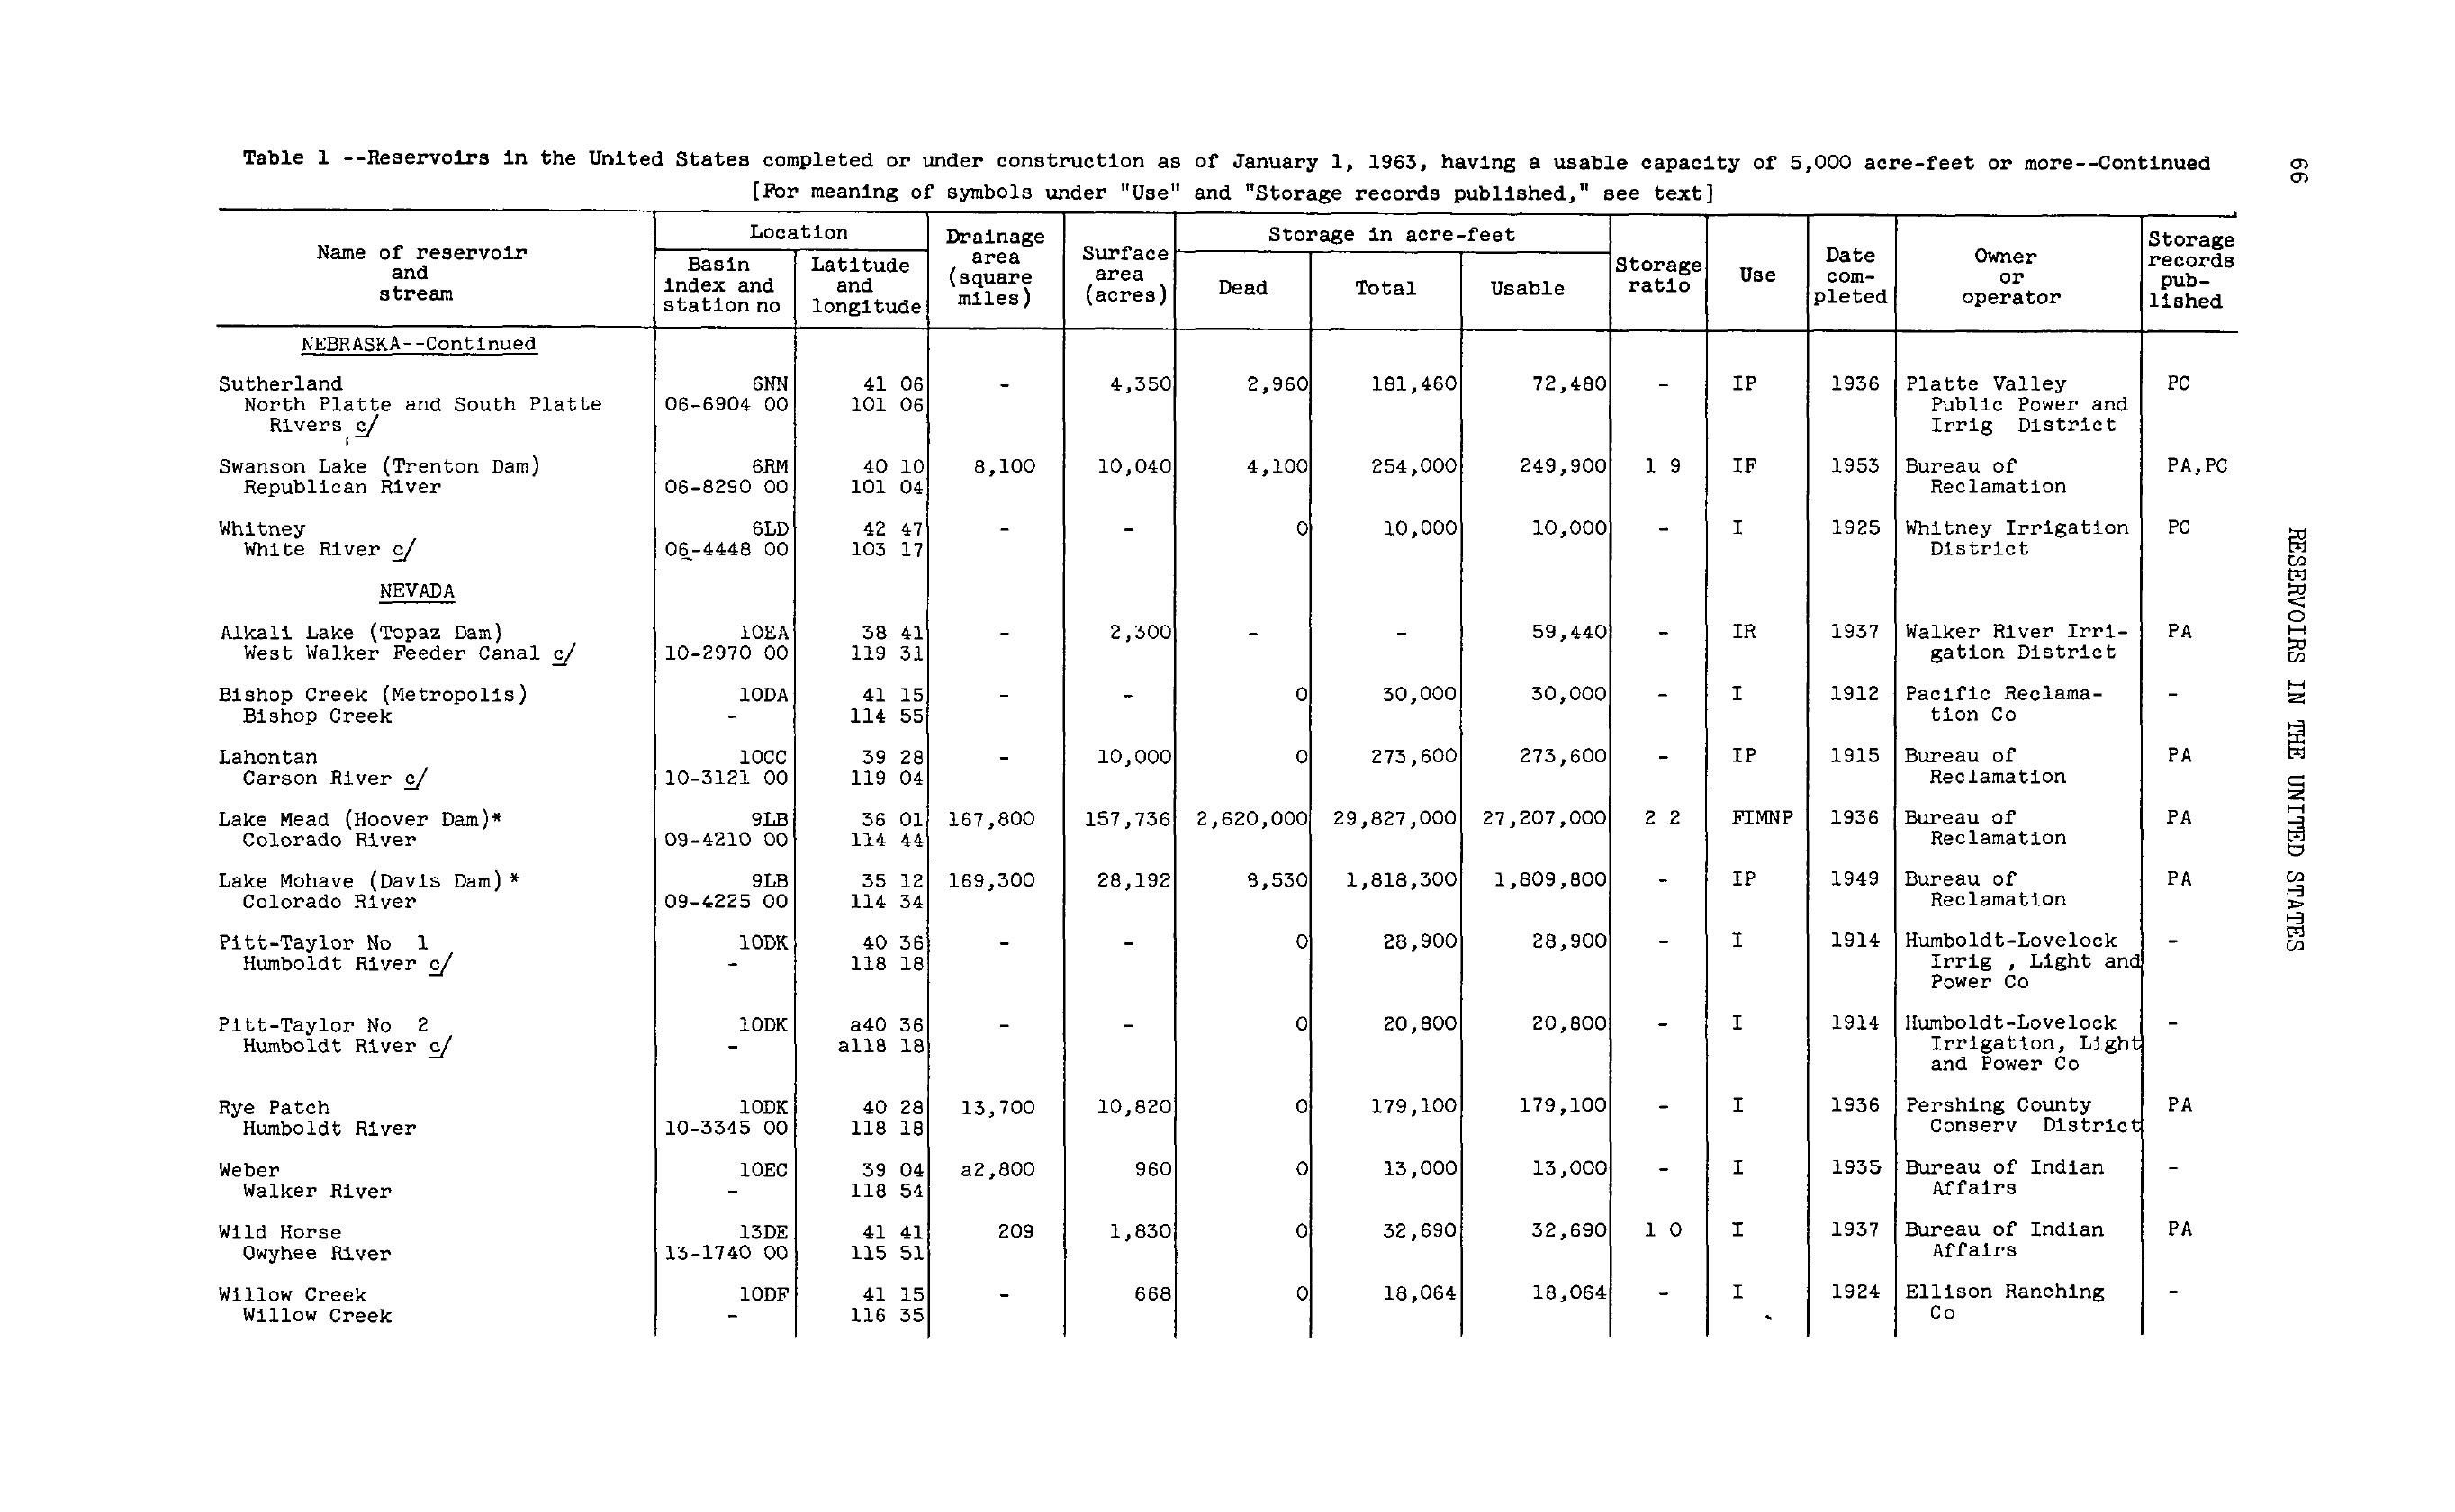 Table 1 --Reservoirs in the United States completed or under construction as of January 1, 1963, having a usable capacity of 5,000 acre-feet or more--Continued
[For meaning of symbols under "Use" and "Storage records published," see text]
66
RESERVOIRS IN THE UNITED STATES
Name of reservoir and stream | Location | Drainage area (square miles) | Surface area (acres) | Storage in acre-feet | Storage ratio | Use | Date com-pleted | Owner or operator | Storage records pub-lished
Basin index and station no | Latitude and longitude | Dead | Total | Usable
NEBRASKA--Continued
Sutherland 6NN 41 06 - 4,350 2,960 181,460 72,480 - IP 1936 Platte Valley PC
North Platte and South Platte 06-6904 00 101 06 Public Power and
Rivers c/ Irrig District
Swanson Lake (Trenton Dam) 6RM 40 10 8,100 10,040 4,100 254,000 249,900 1 9 IF 1953 Bureau of PA,PC
Republican River 06-8290 00 101 04 Reclamation
Whitney 6LD 42 47 - - 0 10,000 10,000 - I 1925 Whitney Irrigation PC
White River c/ 06-4448 00 103 17 District
NEVADA
Alkali Lake (Topaz Dam) 10EA 38 41 - 2,300 - - 59,440 - IR 1937 Walker River Irri- PA
West Walker Feeder Canal c/ 10-2970 00 119 31 gation District
Bishop Creek (Metropolis) 10DA 41 15 - - 0 30,000 30,000 - I 1912 Pacific Reclama- -
Bishop Creek - 114 55 tion Co
Lahontan 10CC 39 28 - 10,000 0 273,600 273,600 - IP 1915 Bureau of PA
Carson River c/ 10-3121 00 119 04 Reclamation
Lake Mead (Hoover Dam)* 9LB 36 01 167,800 157,736 2,620,000 29,827,000 27,207,000 2 2 FIMNP 1936 Bureau of PA
Colorado River 09-4210 00 114 44 Reclamation
Lake Mohave (Davis Dam)* 9LB 35 12 169,300 28,192 8,530 1,818,300 1,809,800 - IP 1949 Bureau of PA
Colorado River 09-4225 00 114 34 Reclamation
Pitt-Taylor No 1 10DK 40 36 - - 0 28,900 28,900 - I 1914 Humboldt-Lovelock -
Humboldt River c/ - 118 18 Irrig , Light and
Power Co
Pitt-Taylor No 2 10DK a40 36 - - 0 20,800 20,800 - I 1914 Humboldt-Lovelock -
Humboldt River c/ - a118 18 Irrigation, Light
and Power Co
Rye Patch 10DK 40 28 13,700 10,820 0 179,100 179,100 - I 1936 Pershing County PA
Humboldt River 10-3345 00 118 18 Conserv District
Weber 10EC 39 04 a2,800 960 0 13,000 13,000 - I 1935 Bureau of Indian -
Walker River - 118 54 Affairs
Wild Horse 13DE 41 41 209 1,830 0 32,690 32,690 1 0 I 1937 Bureau of Indian PA
Owyhee River 13-1740 00 115 51 Affairs
Willow Creek 10DF 41 15 - 668 0 18,064 18,064 - I 1924 Ellison Ranching -
Willow Creek - 116 35 Co